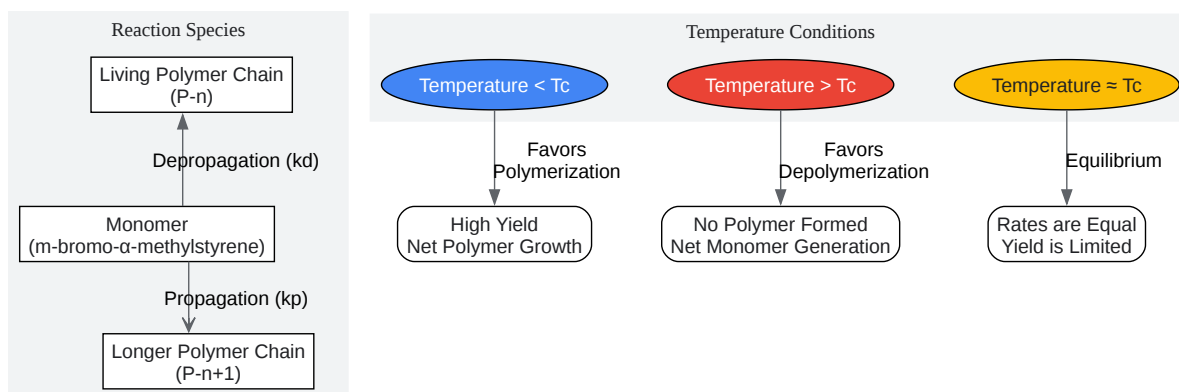 Reaction Species
Living Polymer Chain
(P-n)
Depropagation (kd)
Monomer
(m-bromo-α-methylstyrene)
Propagation (kp)
Longer Polymer Chain
(P-n+1)
Temperature Conditions
Temperature < Tc
Temperature > Tc
Temperature ≈ Tc
Favors
Polymerization
Favors
Depolymerization
Equilibrium
High Yield
Net Polymer Growth
No Polymer Formed
Net Monomer Generation
Rates are Equal
Yield is Limited